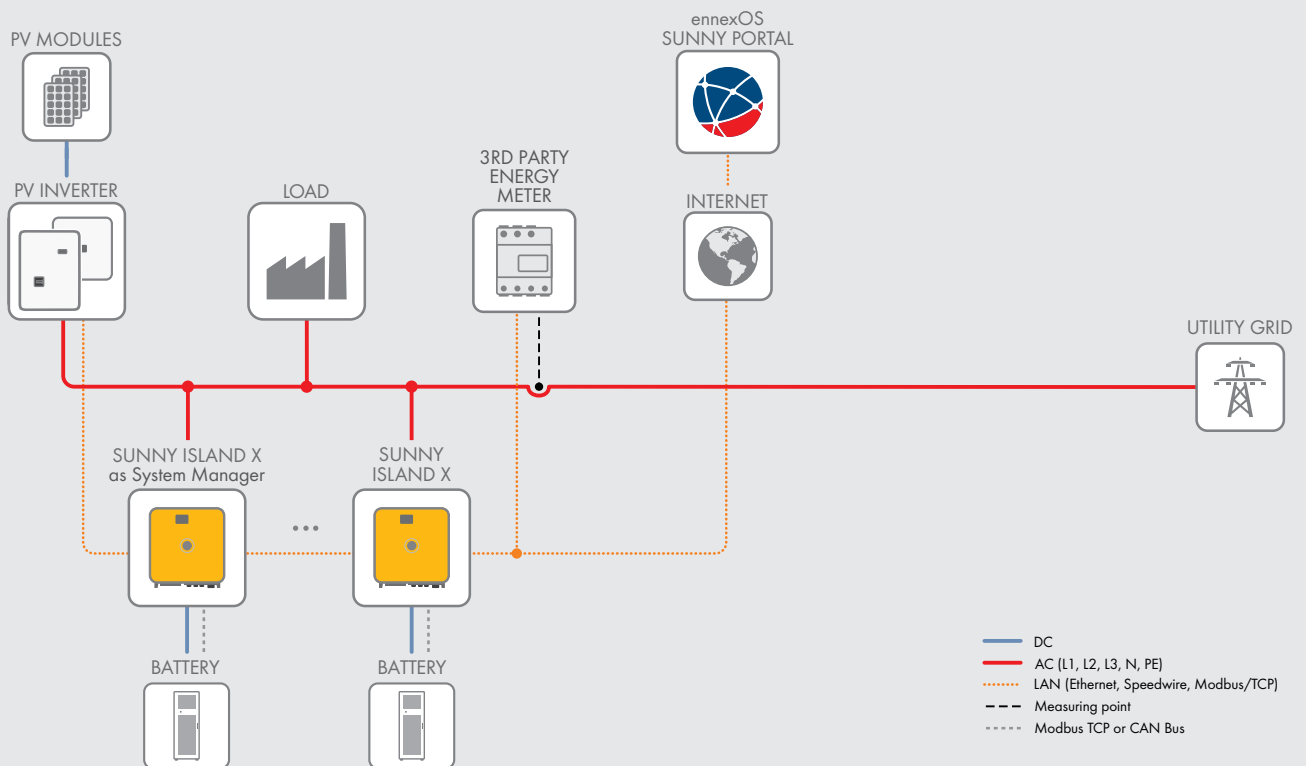 ennexOS
SUNNY PORTAL
PV MODULES
3RD PARTY
ENERGY
METER
PV INVERTER
LOAD
INTERNET
UTILITY GRID
SUNNY ISLAND X
as System Manager
SUNNY
ISLAND X
...
BATTERY
BATTERY
DC
AC (L1, L2, L3, N, PE)
LAN (Ethernet, Speedwire, Modbus/TCP)
Measuring point
Modbus TCP or CAN Bus